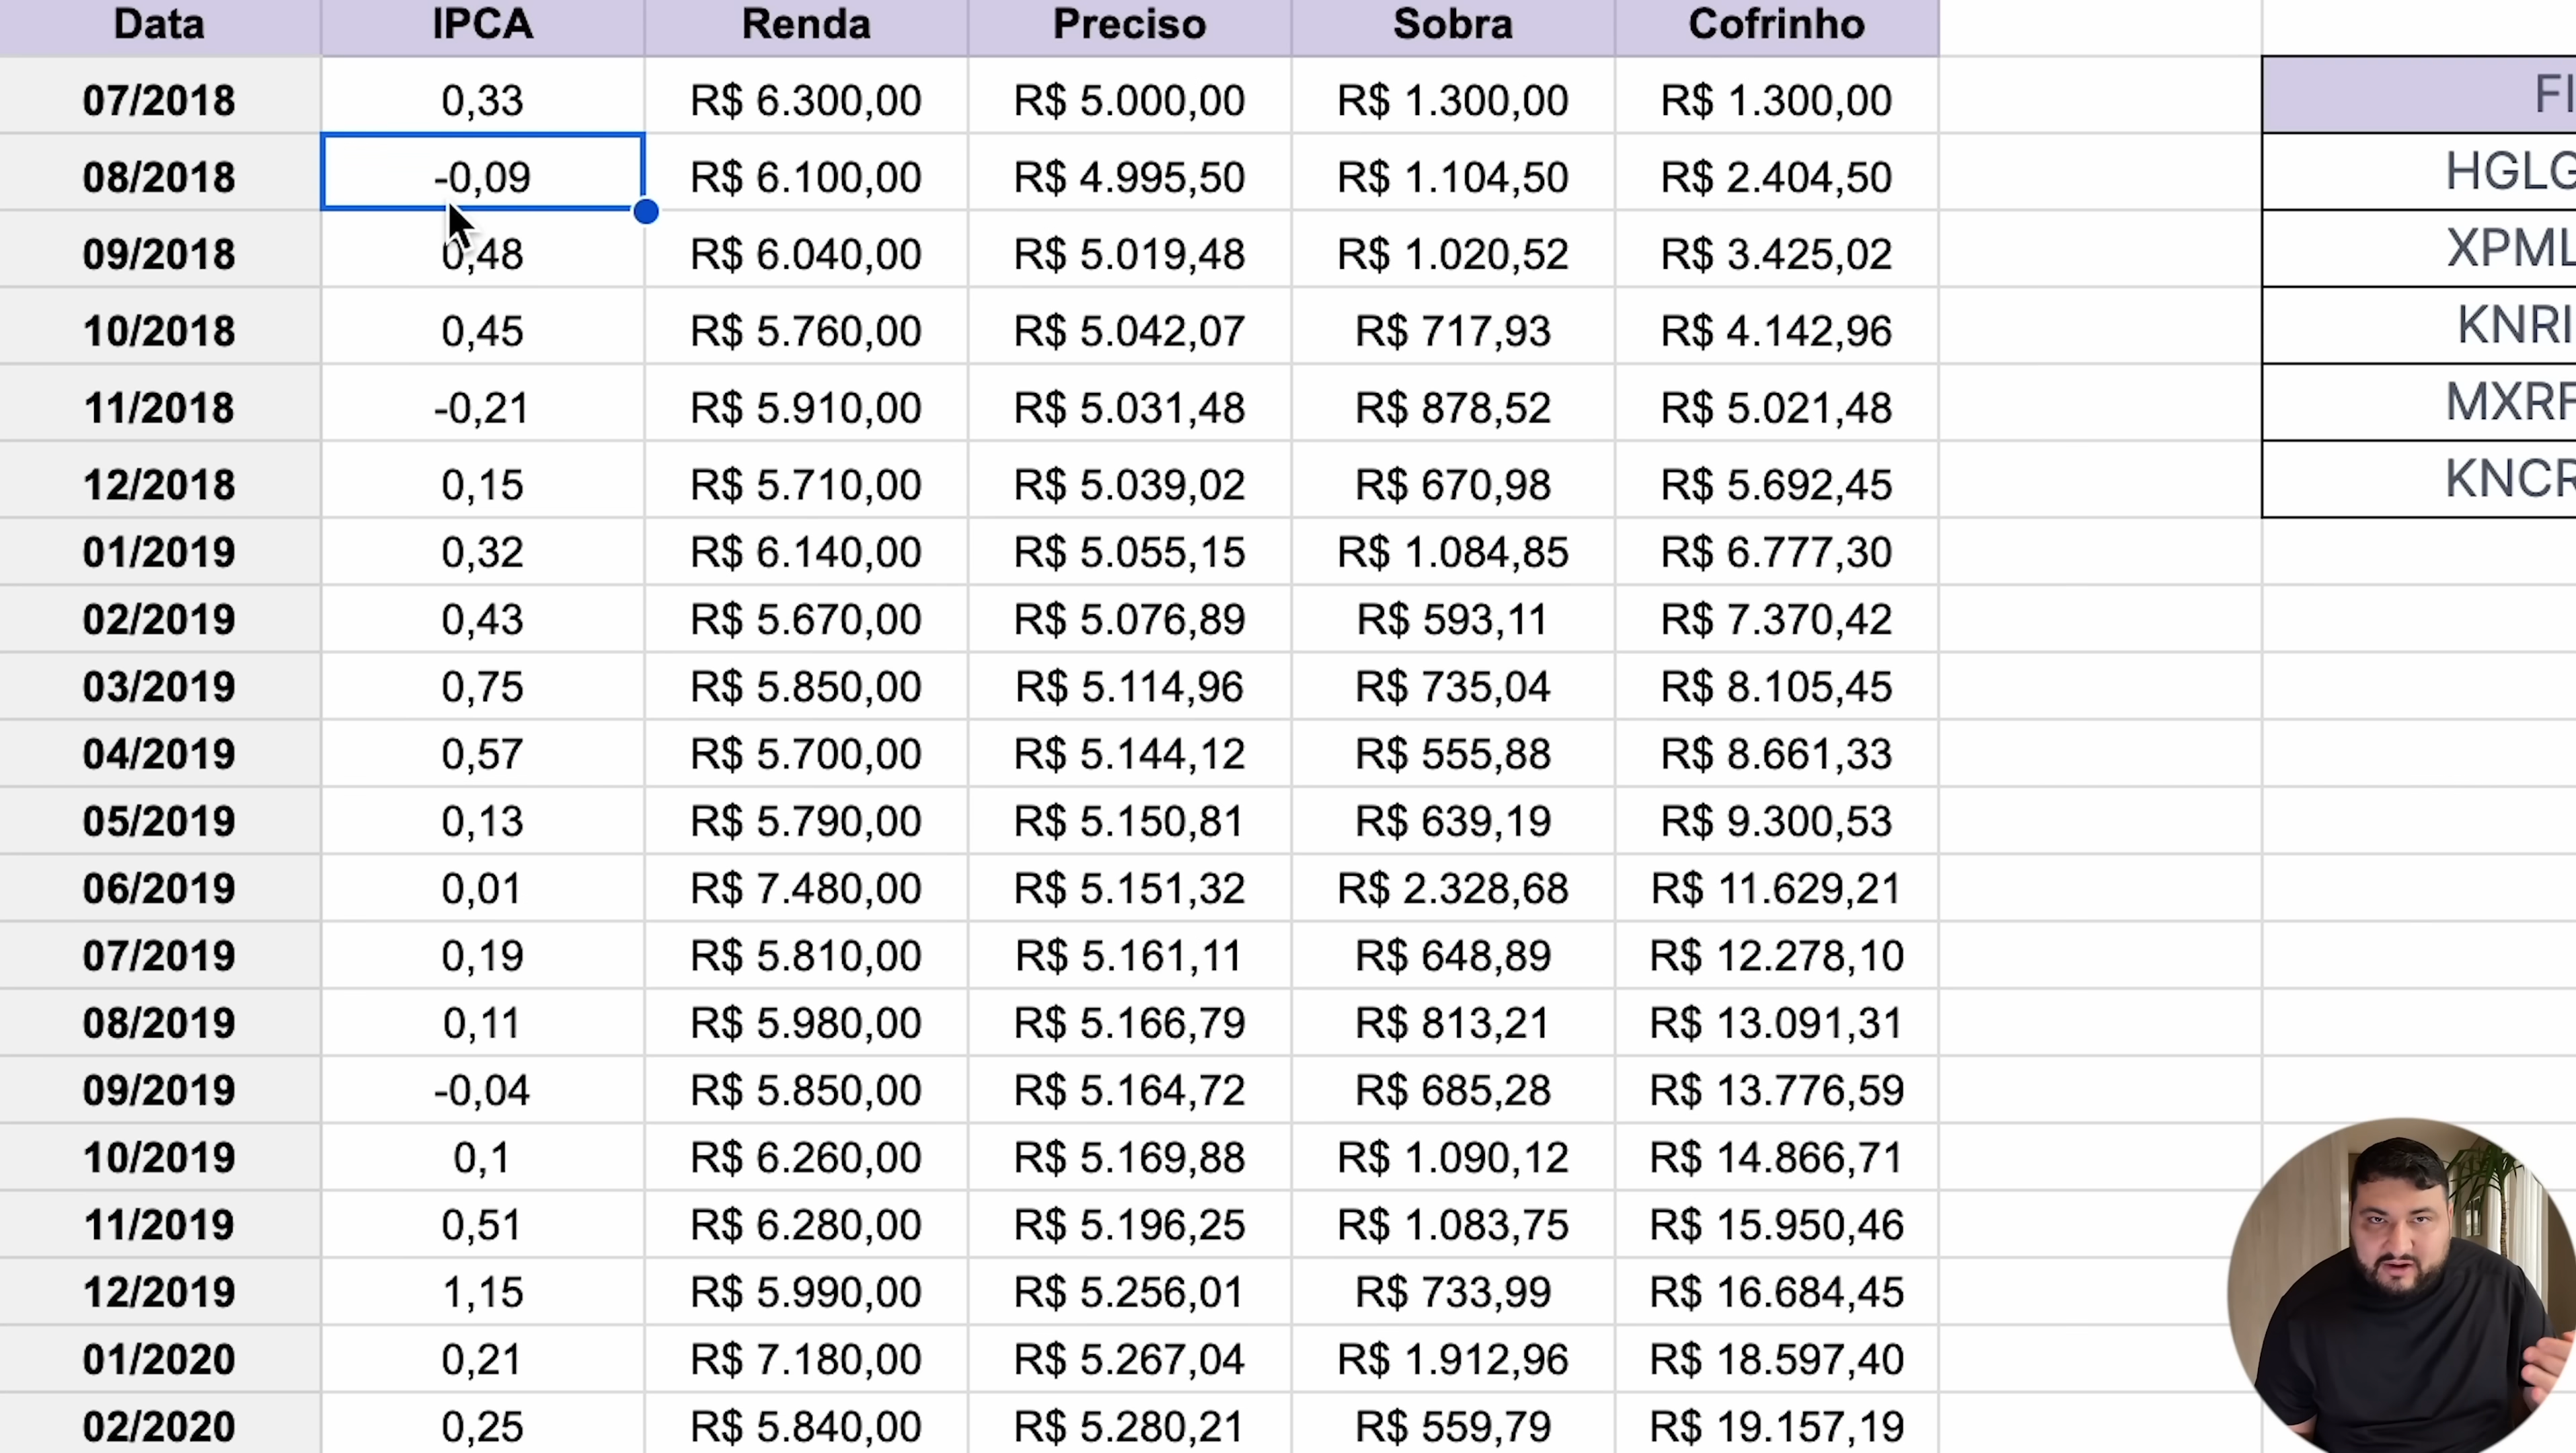 Data IPCA Renda Preciso Sobra Cofrinho
07/2018 0,33 R$ 6.300,00 R$ 5.000,00 R$ 1.300,00 R$ 1.300,00 FI
08/2018 -0,09 R$ 6.100,00 R$ 4.995,50 R$ 1.104,50 R$ 2.404,50 HGLG
09/2018 0,48 R$ 6.040,00 R$ 5.019,48 R$ 1.020,52 R$ 3.425,02 XPML
10/2018 0,45 R$ 5.760,00 R$ 5.042,07 R$ 717,93 R$ 4.142,96 KNRI
11/2018 -0,21 R$ 5.910,00 R$ 5.031,48 R$ 878,52 R$ 5.021,48 MXRF
12/2018 0,15 R$ 5.710,00 R$ 5.039,02 R$ 670,98 R$ 5.692,45 KNCR
01/2019 0,32 R$ 6.140,00 R$ 5.055,15 R$ 1.084,85 R$ 6.777,30
02/2019 0,43 R$ 5.670,00 R$ 5.076,89 R$ 593,11 R$ 7.370,42
03/2019 0,75 R$ 5.850,00 R$ 5.114,96 R$ 735,04 R$ 8.105,45
04/2019 0,57 R$ 5.700,00 R$ 5.144,12 R$ 555,88 R$ 8.661,33
05/2019 0,13 R$ 5.790,00 R$ 5.150,81 R$ 639,19 R$ 9.300,53
06/2019 0,01 R$ 7.480,00 R$ 5.151,32 R$ 2.328,68 R$ 11.629,21
07/2019 0,19 R$ 5.810,00 R$ 5.161,11 R$ 648,89 R$ 12.278,10
08/2019 0,11 R$ 5.980,00 R$ 5.166,79 R$ 813,21 R$ 13.091,31
09/2019 -0,04 R$ 5.850,00 R$ 5.164,72 R$ 685,28 R$ 13.776,59
10/2019 0,1 R$ 6.260,00 R$ 5.169,88 R$ 1.090,12 R$ 14.866,71
11/2019 0,51 R$ 6.280,00 R$ 5.196,25 R$ 1.083,75 R$ 15.950,46
12/2019 1,15 R$ 5.990,00 R$ 5.256,01 R$ 733,99 R$ 16.684,45
01/2020 0,21 R$ 7.180,00 R$ 5.267,04 R$ 1.912,96 R$ 18.597,40
02/2020 0,25 R$ 5.840,00 R$ 5.280,21 R$ 559,79 R$ 19.157,19